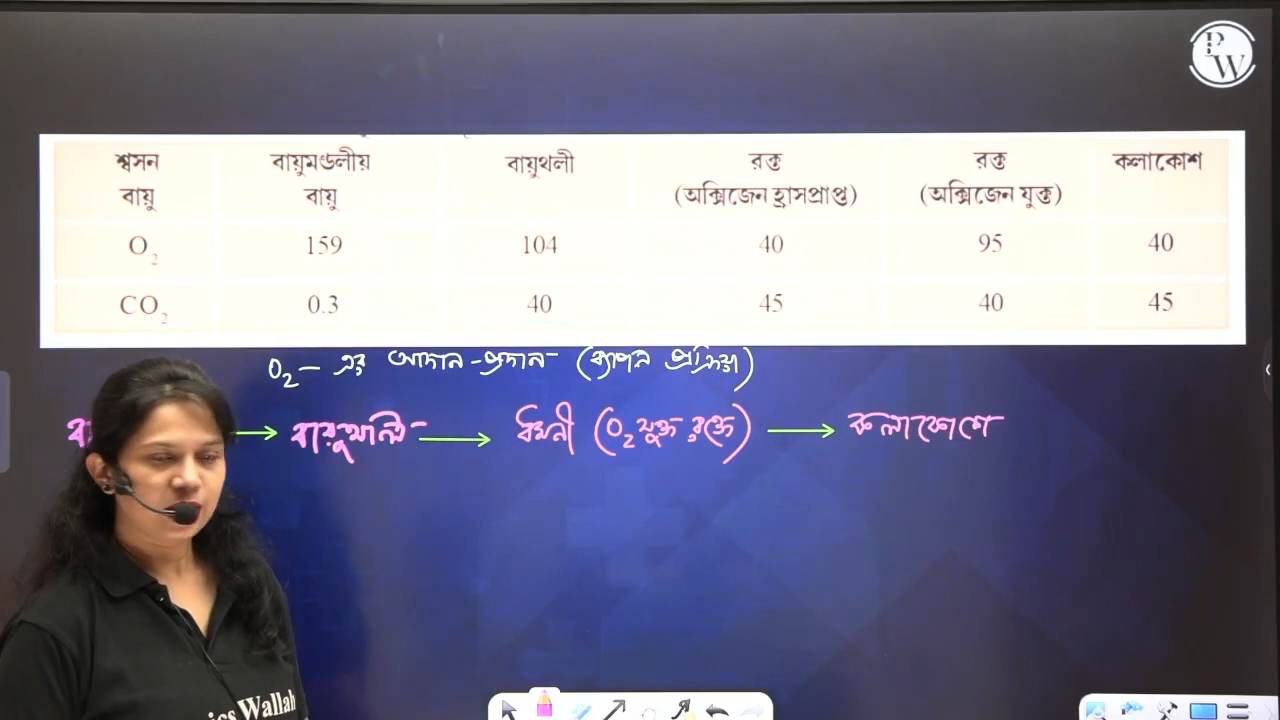 PW
শ্বসন বায়ু | বায়ুমণ্ডলীয় বায়ু | বায়ুথলী | রক্ত (অক্সিজেন হ্রাসপ্রাপ্ত) | রক্ত (অক্সিজেন যুক্ত) | কলাকোশ
O₂ | 159 | 104 | 40 | 95 | 40
CO₂ | 0.3 | 40 | 45 | 40 | 45
O₂ – এর আদান-প্রদান (ব্যাপন প্রক্রিয়া)
→ বায়ুথলি → ধমনী (O₂ যুক্ত রক্তে) → কলাকোশে
ics Wallah